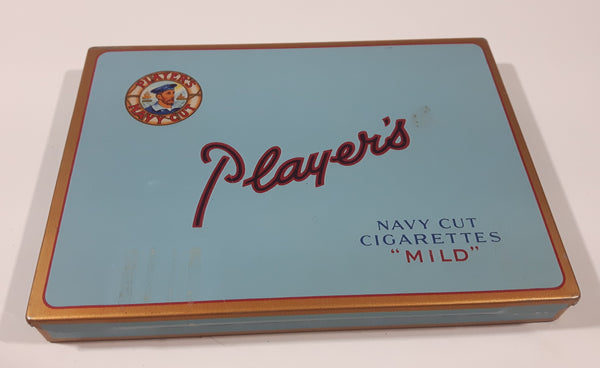 PLAYER'S
NAVY CUT
Player's
NAVY CUT
CIGARETTES
"MILD"